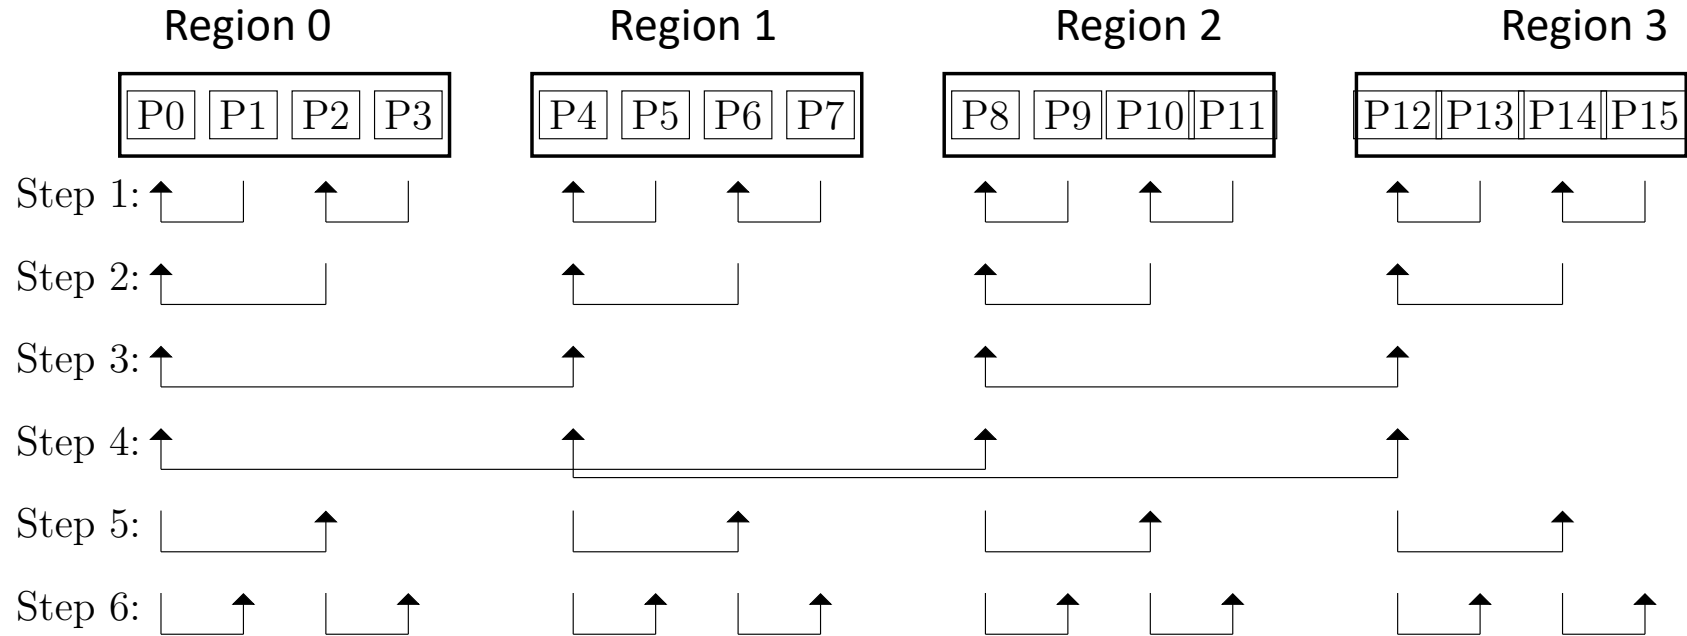 Region 0 Region 1 Region 2 Region 3
P0 P1 P2 P3 P4 P5 P6 P7 P8 P9 P10 P11 P12 P13 P14 P15
Step 1:
Step 2:
Step 3:
Step 4:
Step 5:
Step 6: